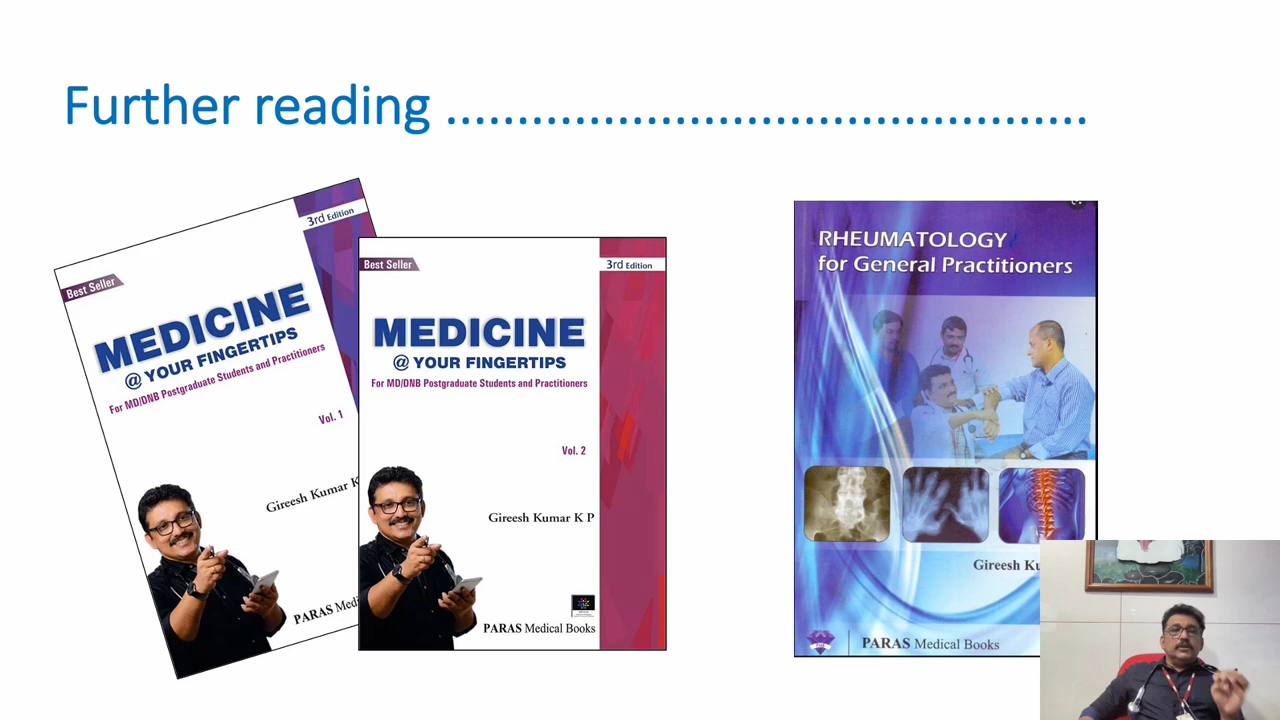 Further reading .............................................
3rd Edition
Best Seller
MEDICINE
@ YOUR FINGERTIPS
For MD/DNB Postgraduate Students and Practitioners
Vol. 1
Gireesh Kumar K
PARAS
Best Seller
3rd Edition
MEDICINE
@ YOUR FINGERTIPS
For MD/DNB Postgraduate Students and Practitioners
Vol. 2
Gireesh Kumar K P
PARAS Medical Books
RHEUMATOLOGY
for General Practitioners
Gireesh
PARAS Medical Books